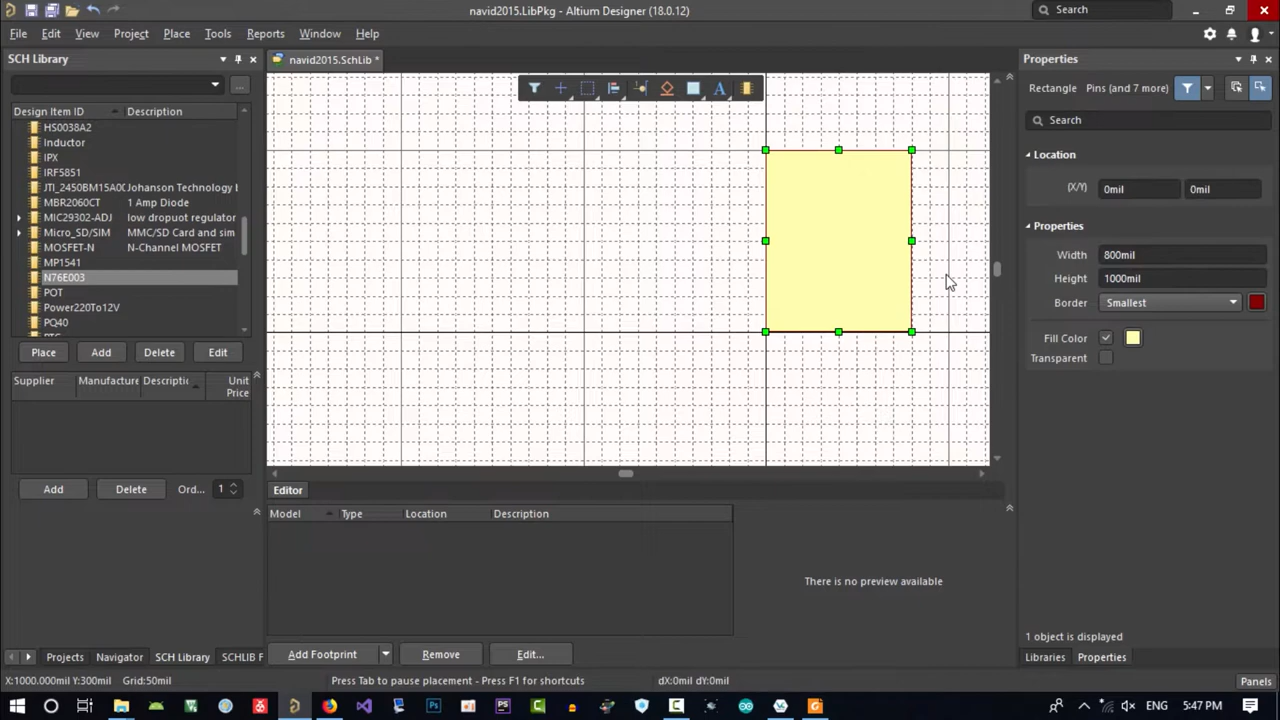 navid2015.LibPkg - Altium Designer (18.0.12)
Search
File Edit View Project Place Tools Reports Window Help
SCH Library
navid2015.SchLib *
Properties
Rectangle Pins (and 7 more)
Design Item ID Description
Search
HS0038A2
Inductor
IPX
IRF9351
JTI_2450BM15A00 Johanson Technology
MBR2060CT 1 Amp Diode
MIC29302-ADJ low dropuot regulator
Micro_SD/SIM MMC/SD Card and sim
MOSFET-N N-Channel MOSFET
MP1541
N76E003
POT
Power220To12V
PQ40
Location
(X/Y) 0mil 0mil
Properties
Width 800mil
Height 1000mil
Border Smallest
Fill Color
Transparent
Place Add Delete Edit
Supplier Manufacture Descriptic Unit Price
Add Delete Ord... 1
Editor
Model Type Location Description
There is no preview available
1 object is displayed
Add Footprint Remove Edit...
Projects Navigator SCH Library SCHLIB F
Libraries Properties
X:1000.000mil Y:300mil Grid:50mil Press Tab to pause placement - Press F1 for shortcuts dX:0mil dY:0mil Panels
ENG 5:47 PM